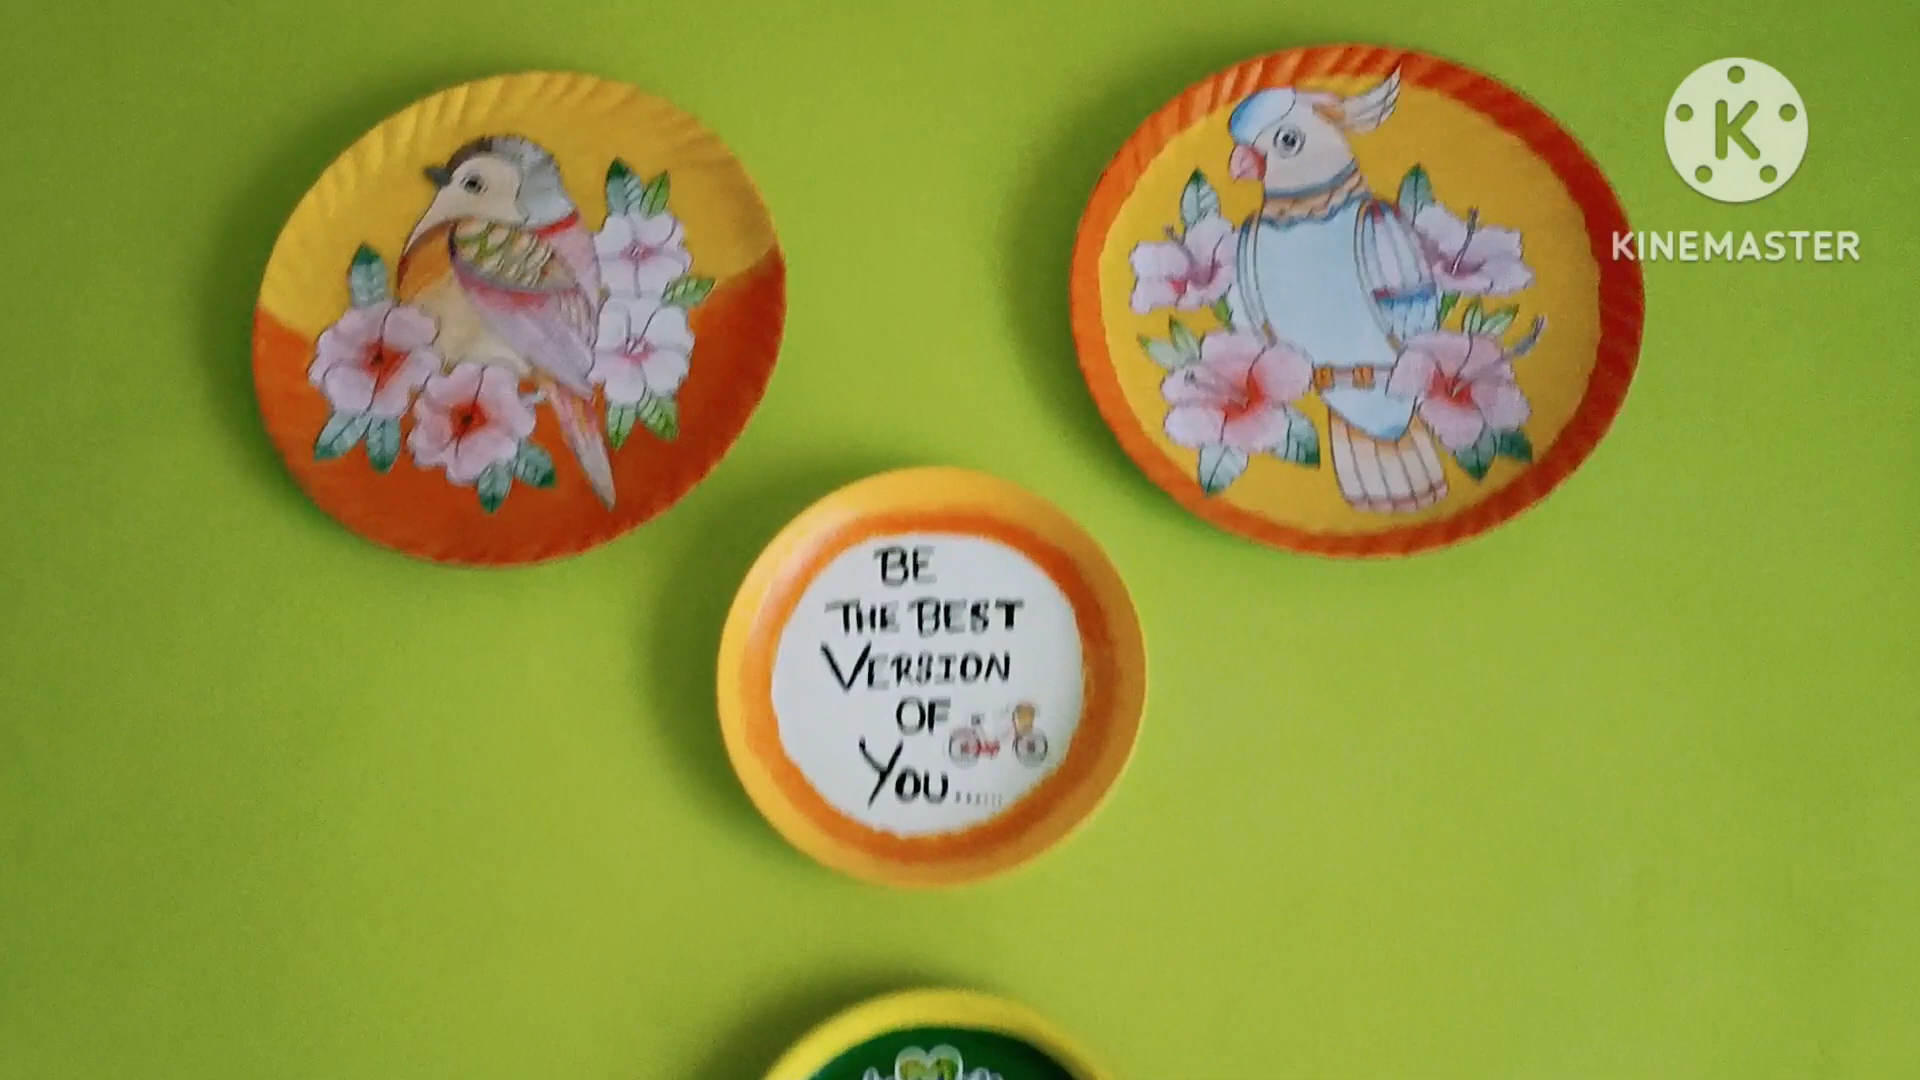 K
KINEMASTER
BE
THE BEST
VERSION
OF
YOU......